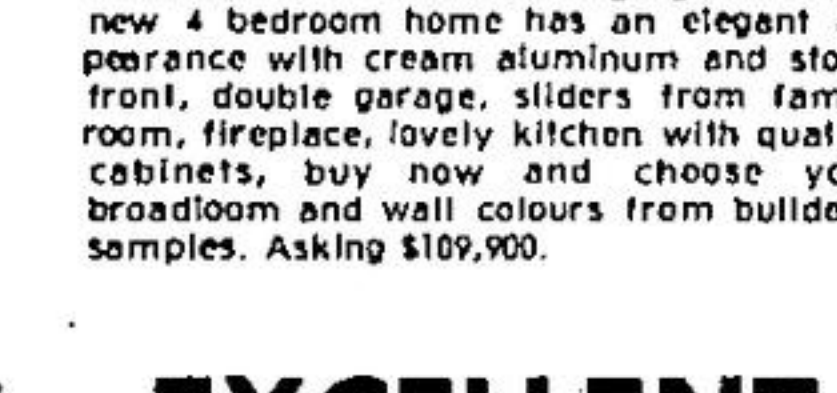 new 4 bedroom home has an elegant
pearance with cream aluminum and sto
front, double garage, sliders from fam
room, fireplace, lovely kitchen with qual
cabinets, buy now and choose yo
broadloom and wall colours from builde
samples. Asking $109,900.
EXCELLENT